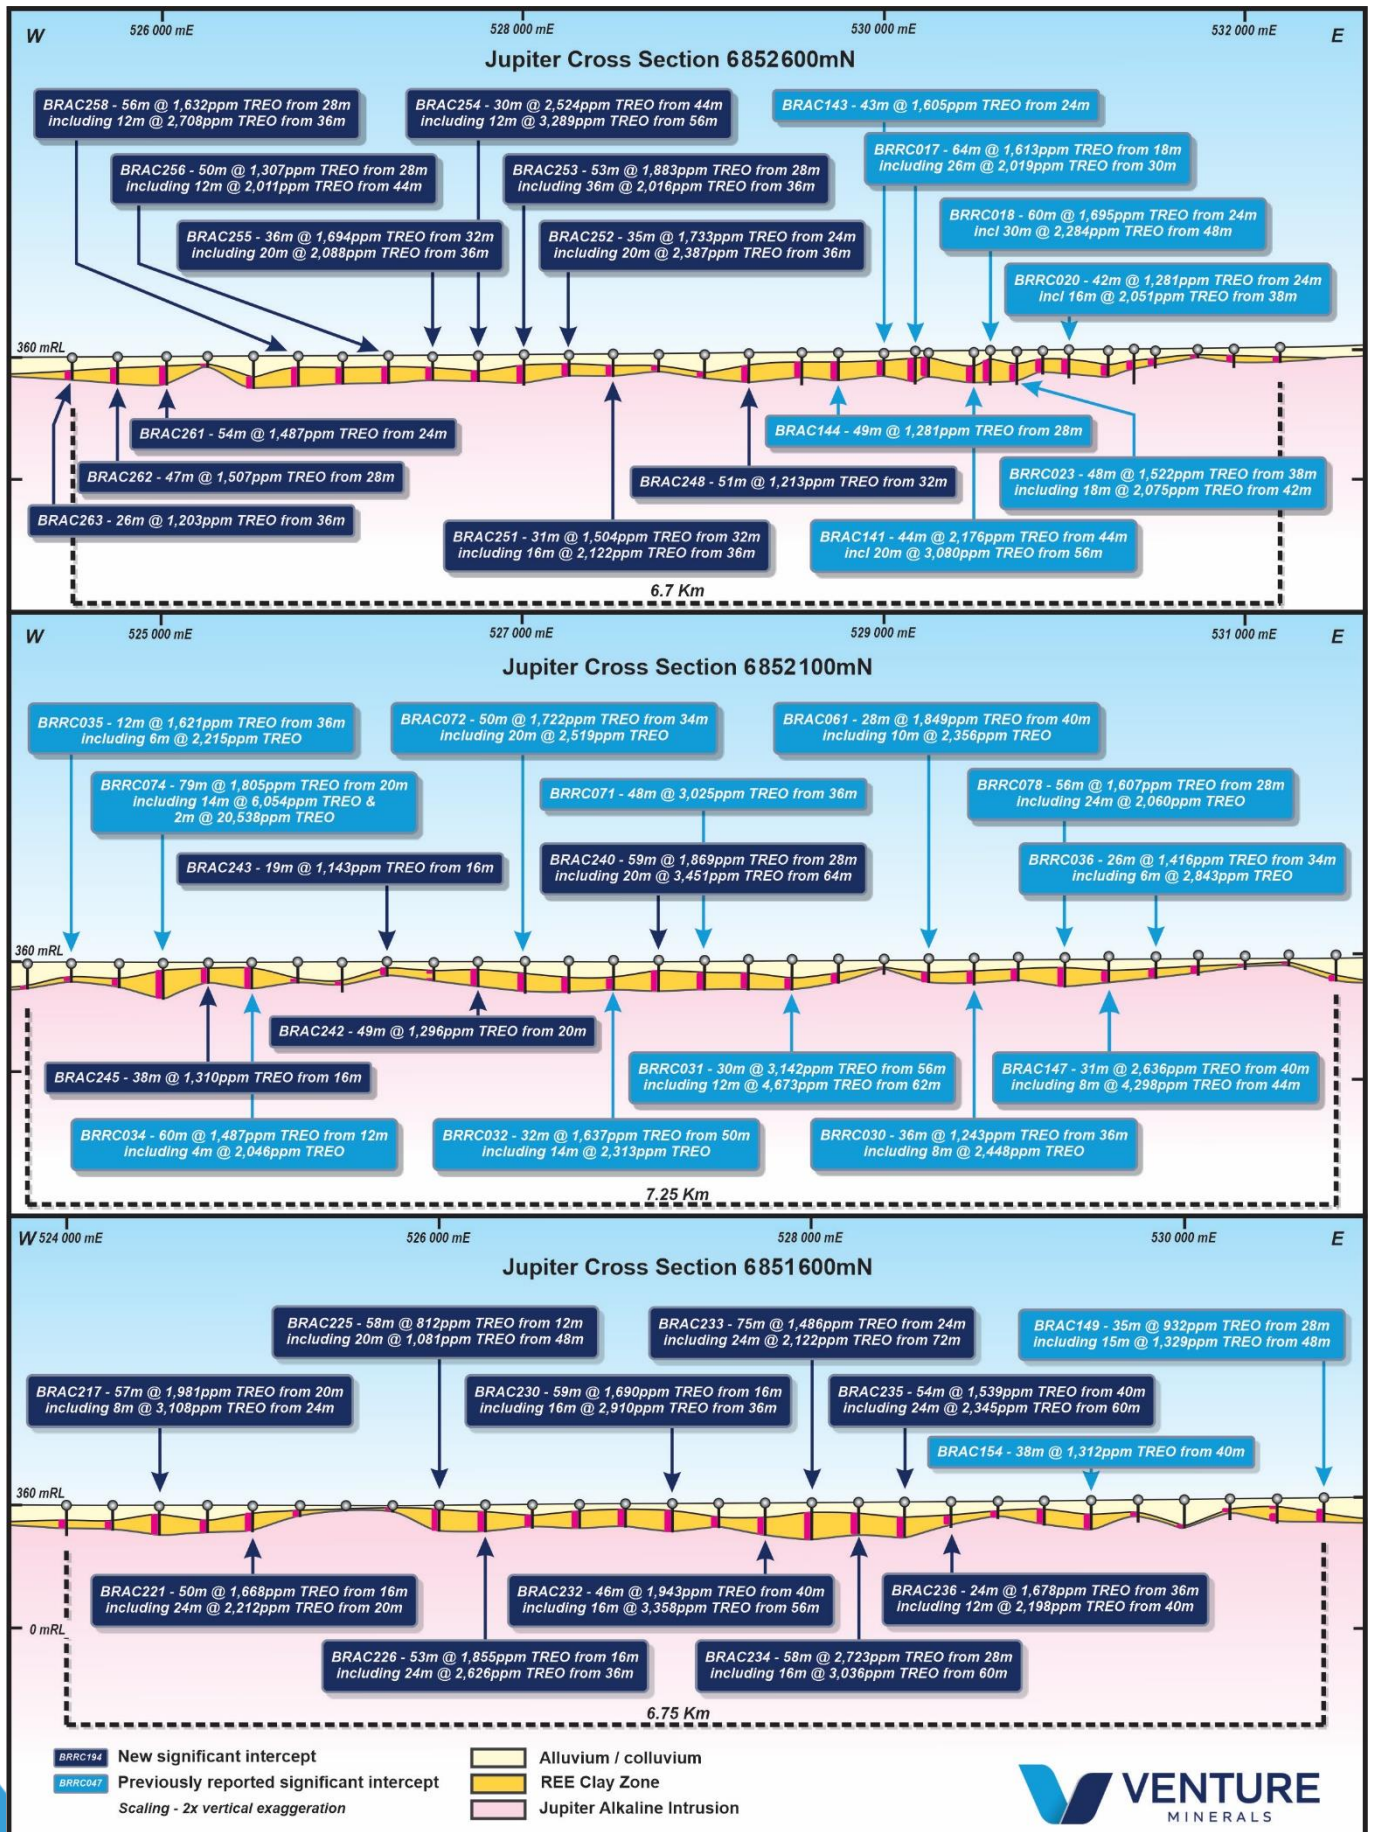 W
526 000 mE
528 000 mE
530 000 mE
532 000 mE
E
Jupiter Cross Section 6852600mN
BRAC258 - 56m @ 1,632ppm TREO from 28m
including 12m @ 2,708ppm TREO from 36m
BRAC254 - 30m @ 2,524ppm TREO from 44m
including 12m @ 3,289ppm TREO from 56m
BRAC143 - 43m @ 1,605ppm TREO from 24m
BRAC256 - 50m @ 1,307ppm TREO from 28m
including 12m @ 2,011ppm TREO from 44m
BRAC253 - 53m @ 1,883ppm TREO from 28m
including 36m @ 2,016ppm TREO from 36m
BRRC017 - 64m @ 1,613ppm TREO from 18m
including 26m @ 2,019ppm TREO from 30m
BRAC255 - 36m @ 1,694ppm TREO from 32m
including 20m @ 2,088ppm TREO from 36m
BRAC252 - 35m @ 1,733ppm TREO from 24m
including 20m @ 2,387ppm TREO from 36m
BRRC018 - 60m @ 1,695ppm TREO from 24m
incl 30m @ 2,284ppm TREO from 48m
BRRC020 - 42m @ 1,281ppm TREO from 24m
incl 16m @ 2,051ppm TREO from 38m
360 mRL
BRAC261 - 54m @ 1,487ppm TREO from 24m
BRAC144 - 49m @ 1,281ppm TREO from 28m
BRAC262 - 47m @ 1,507ppm TREO from 28m
BRAC248 - 51m @ 1,213ppm TREO from 32m
BRRC023 - 48m @ 1,522ppm TREO from 38m
including 18m @ 2,075ppm TREO from 42m
BRAC263 - 26m @ 1,203ppm TREO from 36m
BRAC251 - 31m @ 1,504ppm TREO from 32m
including 16m @ 2,122ppm TREO from 36m
BRAC141 - 44m @ 2,176ppm TREO from 44m
incl 20m @ 3,080ppm TREO from 56m
6.7 Km
W
525 000 mE
527 000 mE
529 000 mE
531 000 mE
E
Jupiter Cross Section 6852100mN
BRRC035 - 12m @ 1,621ppm TREO from 36m
including 6m @ 2,215ppm TREO
BRAC072 - 50m @ 1,722ppm TREO from 34m
including 20m @ 2,519ppm TREO
BRAC061 - 28m @ 1,849ppm TREO from 40m
including 10m @ 2,356ppm TREO
BRRC074 - 79m @ 1,805ppm TREO from 20m
including 14m @ 6,054ppm TREO &
2m @ 20,538ppm TREO
BRRC071 - 48m @ 3,025ppm TREO from 36m
BRRC078 - 56m @ 1,607ppm TREO from 28m
including 24m @ 2,060ppm TREO
BRAC243 - 19m @ 1,143ppm TREO from 16m
BRAC240 - 59m @ 1,869ppm TREO from 28m
including 20m @ 3,451ppm TREO from 64m
BRRC036 - 26m @ 1,416ppm TREO from 34m
including 6m @ 2,843ppm TREO
360 mRL
BRAC242 - 49m @ 1,296ppm TREO from 20m
BRAC245 - 38m @ 1,310ppm TREO from 16m
BRRC031 - 30m @ 3,142ppm TREO from 56m
including 12m @ 4,673ppm TREO from 62m
BRAC147 - 31m @ 2,636ppm TREO from 40m
including 8m @ 4,298ppm TREO from 44m
BRRC034 - 60m @ 1,487ppm TREO from 12m
including 4m @ 2,046ppm TREO
BRRC032 - 32m @ 1,637ppm TREO from 50m
including 14m @ 2,313ppm TREO
BRRC030 - 36m @ 1,243ppm TREO from 36m
including 8m @ 2,448ppm TREO
7.25 Km
W
524 000 mE
526 000 mE
528 000 mE
530 000 mE
E
Jupiter Cross Section 6851600mN
BRAC225 - 58m @ 812ppm TREO from 12m
including 20m @ 1,081ppm TREO from 48m
BRAC233 - 75m @ 1,486ppm TREO from 24m
including 24m @ 2,122ppm TREO from 72m
BRAC149 - 35m @ 932ppm TREO from 28m
including 15m @ 1,329ppm TREO from 48m
BRAC217 - 57m @ 1,981ppm TREO from 20m
including 8m @ 3,108ppm TREO from 24m
BRAC230 - 59m @ 1,690ppm TREO from 16m
including 16m @ 2,910ppm TREO from 36m
BRAC235 - 54m @ 1,539ppm TREO from 40m
including 24m @ 2,345ppm TREO from 60m
BRAC154 - 38m @ 1,312ppm TREO from 40m
360 mRL
BRAC221 - 50m @ 1,668ppm TREO from 16m
including 24m @ 2,212ppm TREO from 20m
BRAC232 - 46m @ 1,943ppm TREO from 40m
including 16m @ 3,358ppm TREO from 56m
BRAC236 - 24m @ 1,678ppm TREO from 36m
including 12m @ 2,198ppm TREO from 40m
0 mRL
BRAC226 - 53m @ 1,855ppm TREO from 16m
including 24m @ 2,626ppm TREO from 36m
BRAC234 - 58m @ 2,723ppm TREO from 28m
including 16m @ 3,036ppm TREO from 60m
6.75 Km
BRRC194 New significant intercept
BRRC047 Previously reported significant intercept
Scaling - 2x vertical exaggeration
Alluvium / colluvium
REE Clay Zone
Jupiter Alkaline Intrusion
VENTURE
MINERALS